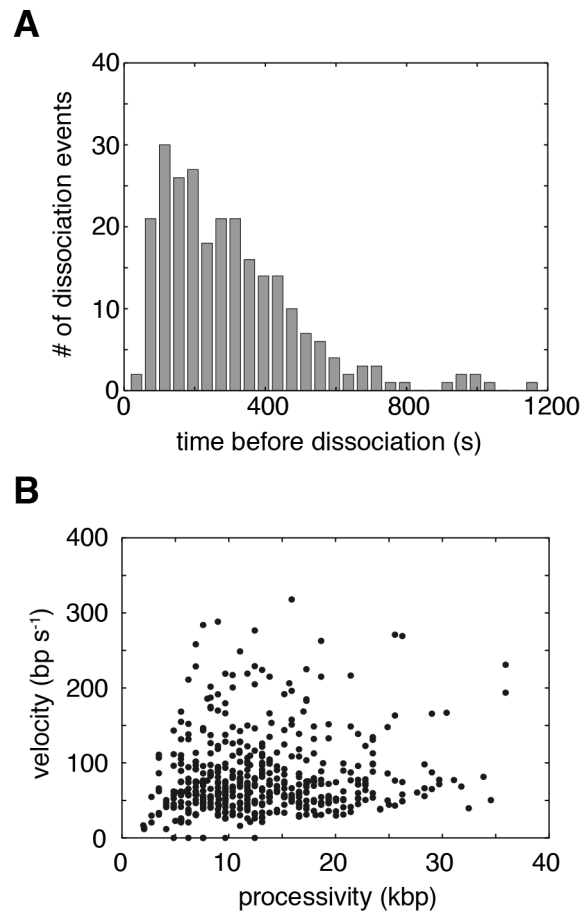 A
40
30
20
10
0
# of dissociation events
0 400 800 1200
time before dissociation (s)
B
400
300
200
100
0
velocity (bp s⁻¹)
0 10 20 30 40
processivity (kbp)